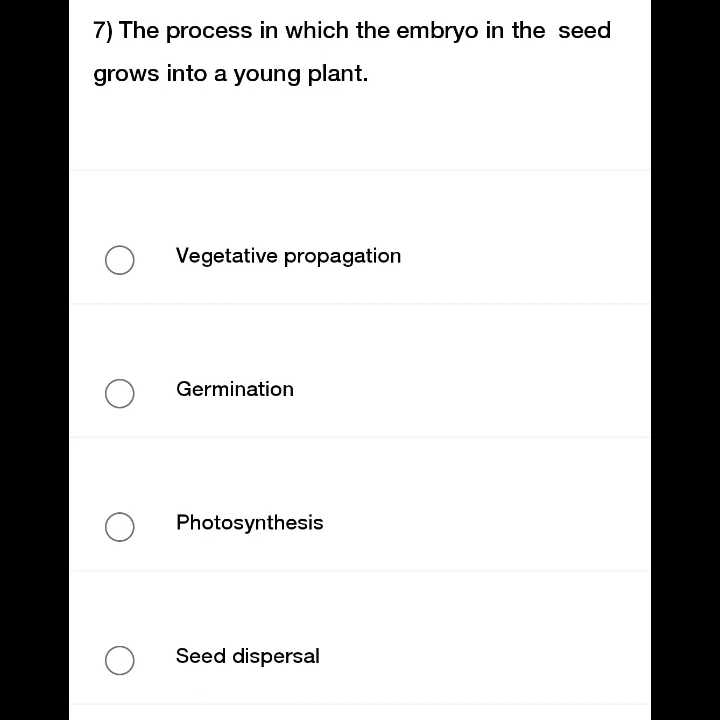 7) The process in which the embryo in the  seed
grows into a young plant.
Vegetative propagation
Germination
Photosynthesis
Seed dispersal